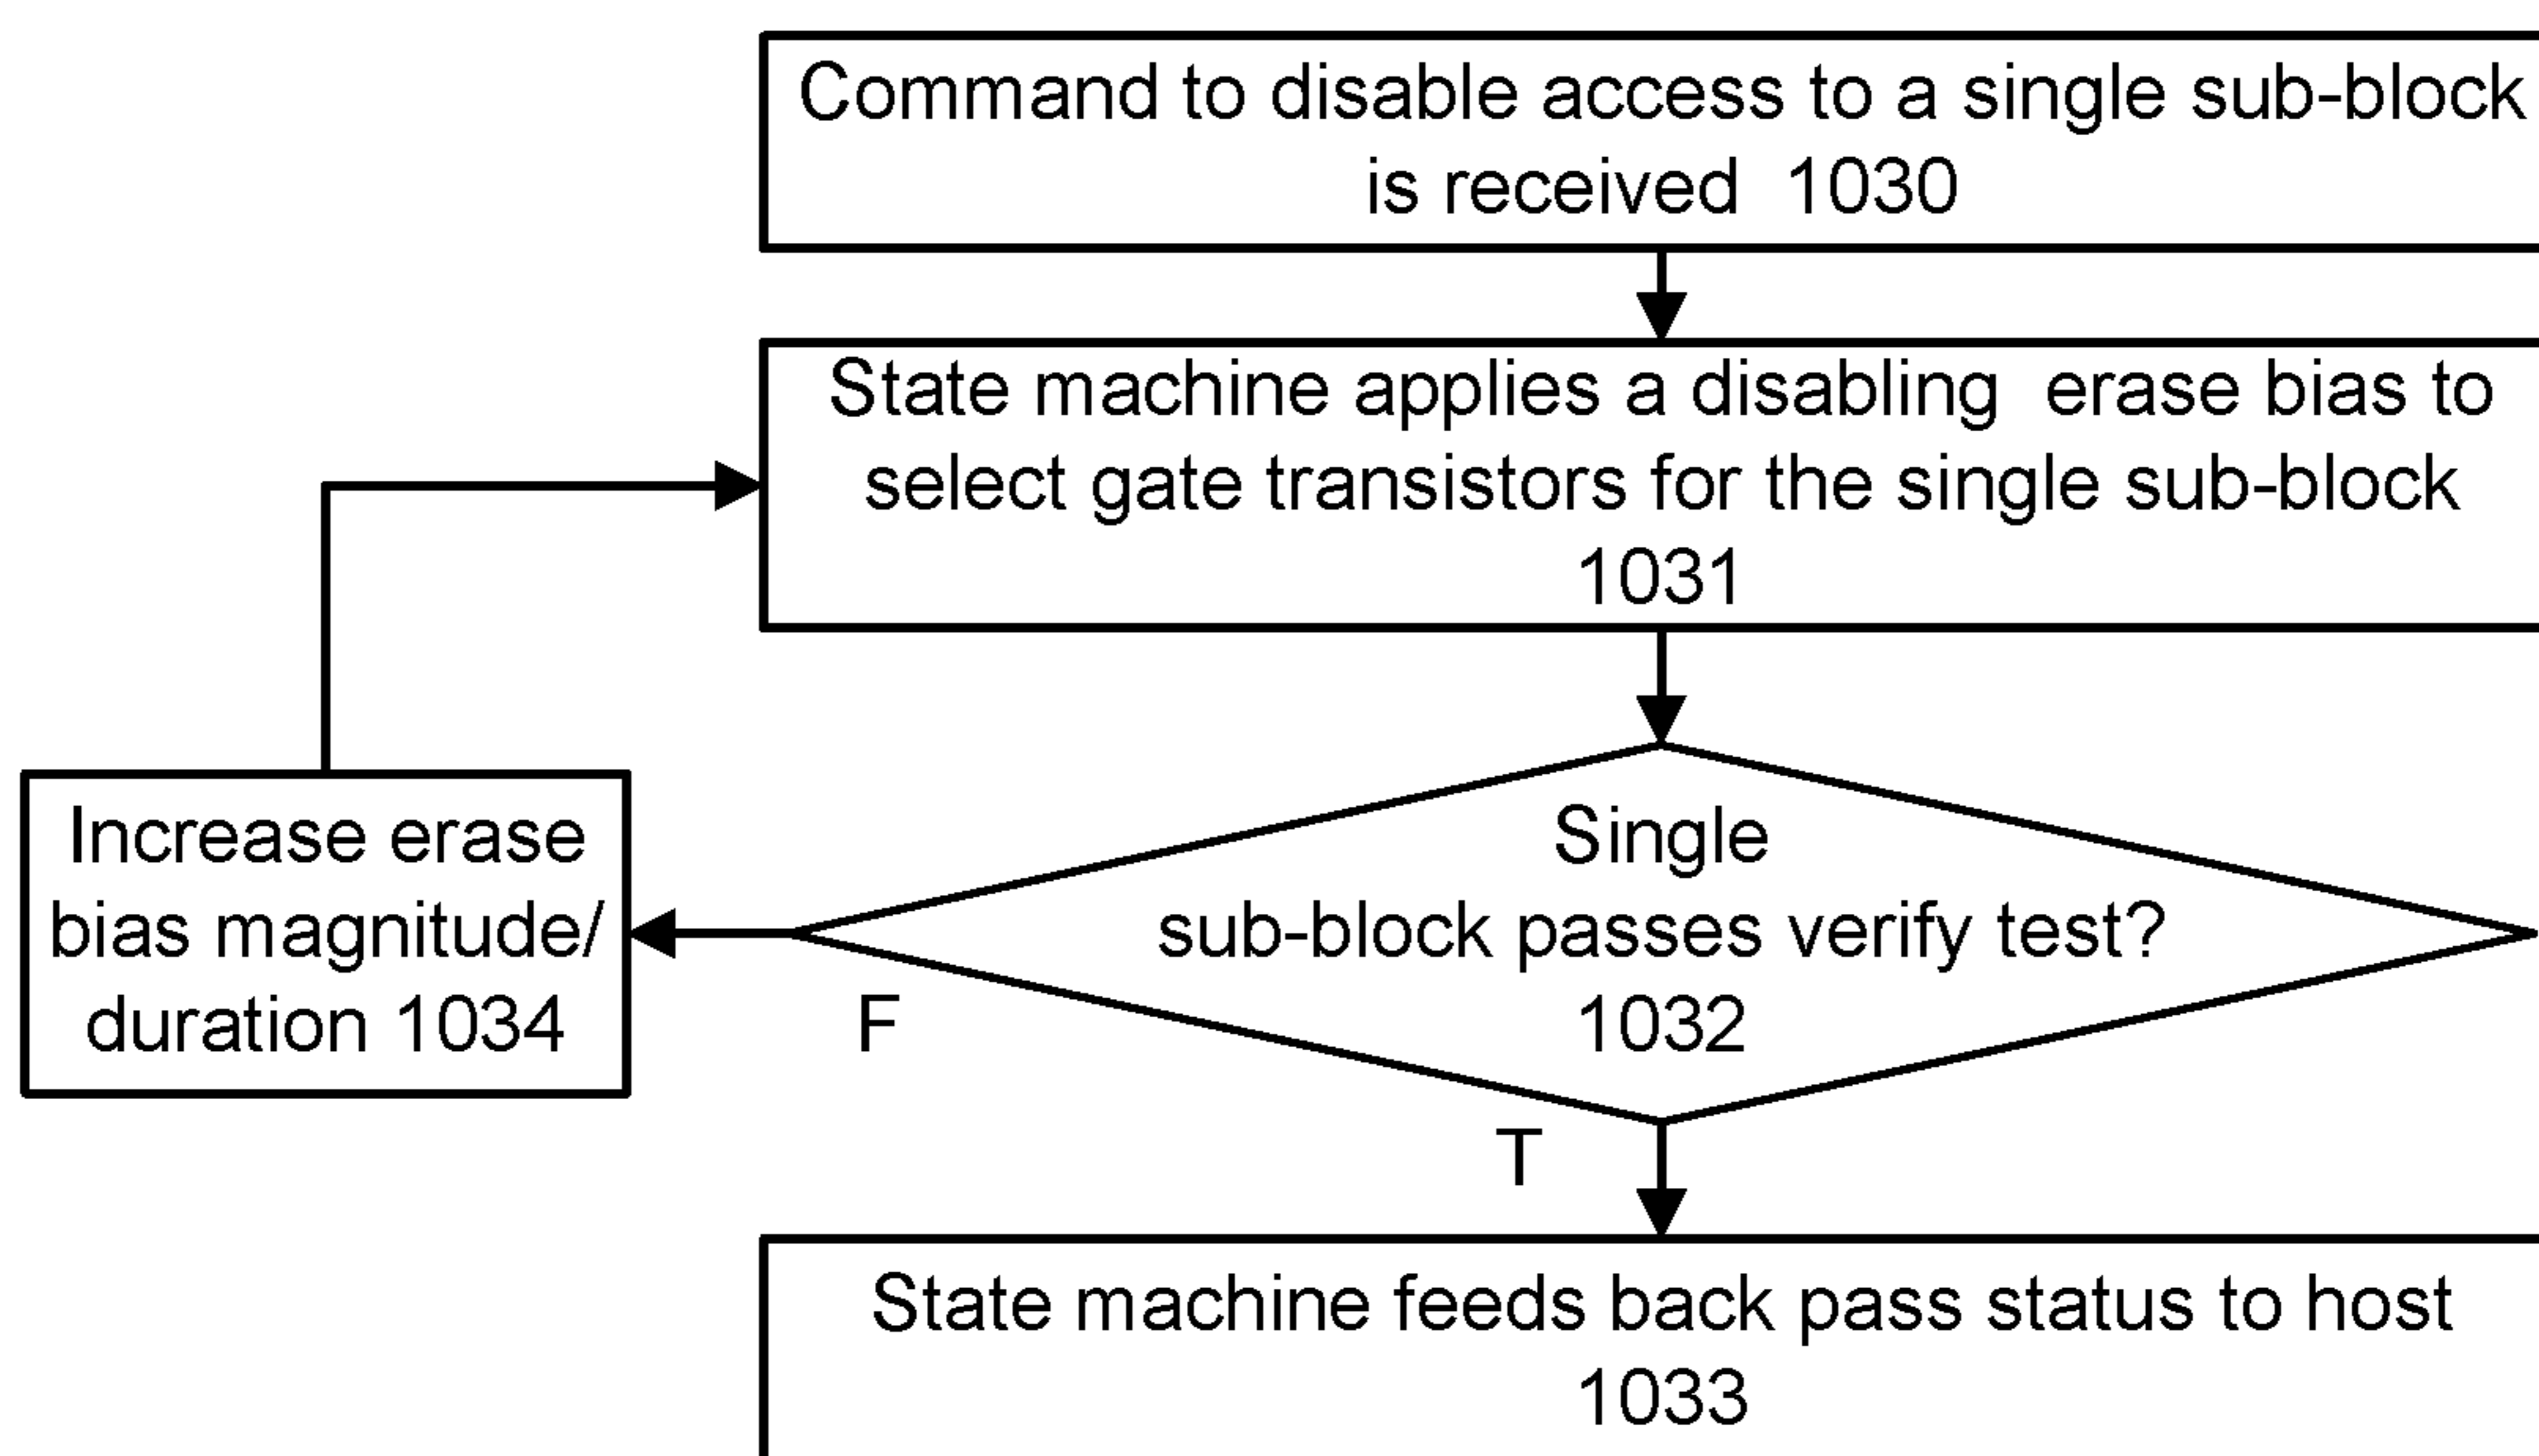 Command to disable access to a single sub-block
is received 1030
State machine applies a disabling erase bias to
select gate transistors for the single sub-block
1031
Single
sub-block passes verify test?
1032
Increase erase
bias magnitude/
duration 1034
F
T
State machine feeds back pass status to host
1033